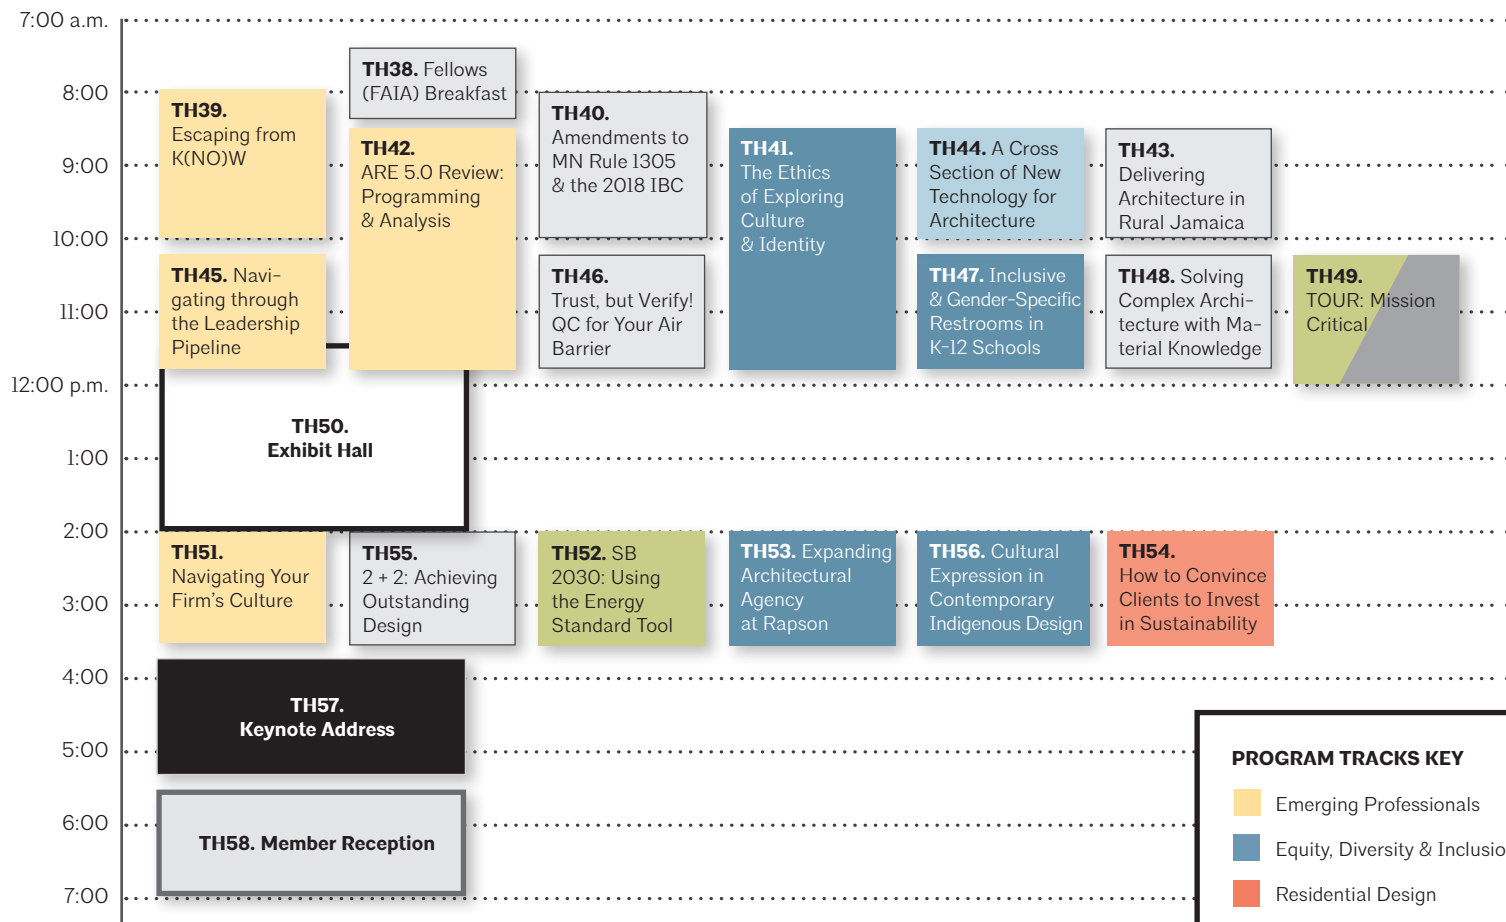 7:00 a.m.
8:00
9:00
10:00
11:00
12:00 p.m.
1:00
2:00
3:00
4:00
5:00
6:00
7:00
TH38. Fellows
(FAIA) Breakfast
TH39.
Escaping from
K(NO)W
TH42.
ARE 5.0 Review:
Programming
& Analysis
TH40.
Amendments to
MN Rule 1305
& the 2018 IBC
TH41.
The Ethics
of Exploring
Culture
& Identity
TH44. A Cross
Section of New
Technology for
Architecture
TH43.
Delivering
Architecture in
Rural Jamaica
TH45. Navi-
gating through
the Leadership
Pipeline
TH46.
Trust, but Verify!
QC for Your Air
Barrier
TH47. Inclusive
& Gender-Specific
Restrooms in
K-12 Schools
TH48. Solving
Complex Archi-
tecture with Ma-
terial Knowledge
TH49.
TOUR: Mission
Critical
TH50.
Exhibit Hall
TH51.
Navigating Your
Firm's Culture
TH55.
2 + 2: Achieving
Outstanding
Design
TH52. SB
2030: Using
the Energy
Standard Tool
TH53. Expanding
Architectural
Agency
at Rapson
TH56. Cultural
Expression in
Contemporary
Indigenous Design
TH54.
How to Convince
Clients to Invest
in Sustainability
TH57.
Keynote Address
TH58. Member Reception
PROGRAM TRACKS KEY
Emerging Professionals
Equity, Diversity & Inclusio
Residential Design